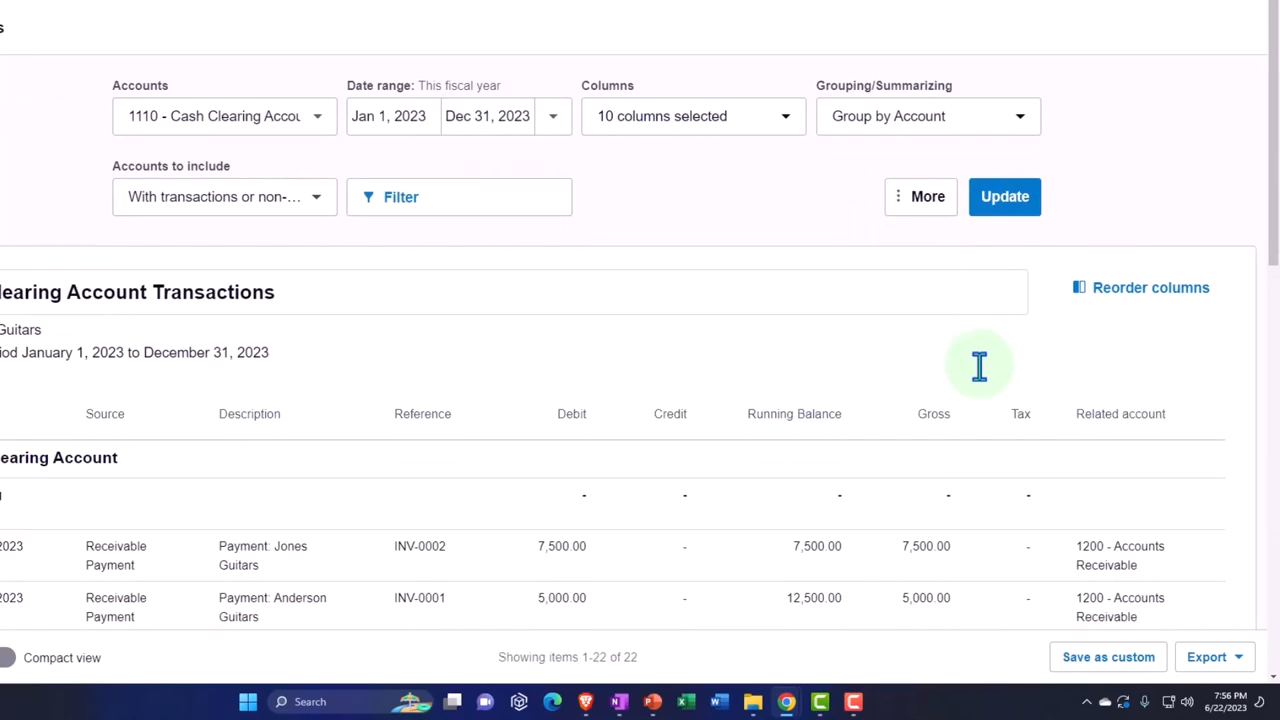 s
Accounts
Date range: This fiscal year
Columns
Grouping/Summarizing
1110 - Cash Clearing Accou
Jan 1, 2023
Dec 31, 2023
10 columns selected
Group by Account
Accounts to include
With transactions or non-...
Filter
More
Update
learing Account Transactions
Reorder columns
Guitars
iod January 1, 2023 to December 31, 2023
Source
Description
Reference
Debit
Credit
Running Balance
Gross
Tax
Related account
earing Account
- - - - -
2023
Receivable
Payment
Payment: Jones
Guitars
INV-0002
7,500.00
-
7,500.00
7,500.00
-
1200 - Accounts
Receivable
2023
Receivable
Payment
Payment: Anderson
Guitars
INV-0001
5,000.00
-
12,500.00
5,000.00
-
1200 - Accounts
Receivable
Compact view
Showing items 1-22 of 22
Save as custom
Export
Search
7:56 PM
6/22/2023